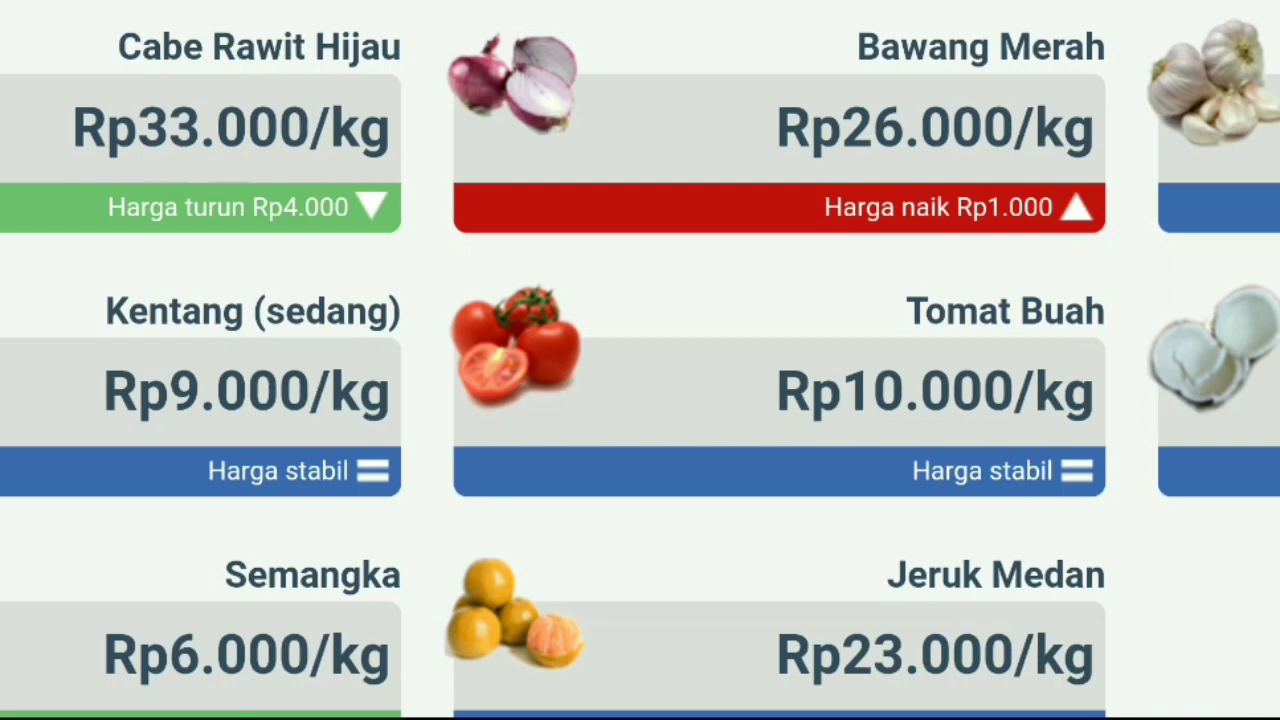 Cabe Rawit Hijau
Rp33.000/kg
Harga turun Rp4.000
Bawang Merah
Rp26.000/kg
Harga naik Rp1.000
Kentang (sedang)
Rp9.000/kg
Harga stabil
Tomat Buah
Rp10.000/kg
Harga stabil
Semangka
Rp6.000/kg
Jeruk Medan
Rp23.000/kg